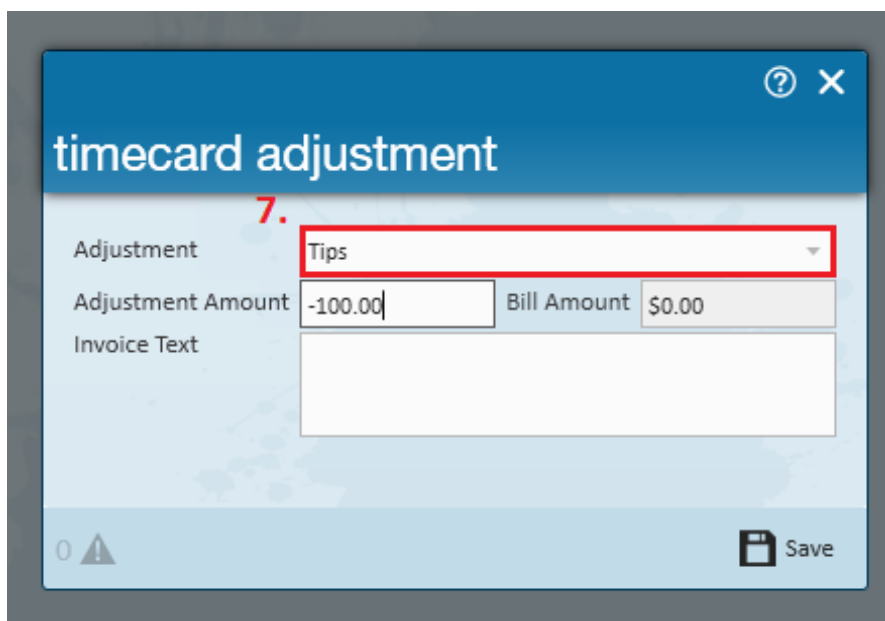 timecard adjustment
7.
Adjustment Tips
Adjustment Amount -100.00 Bill Amount $0.00
Invoice Text
0 Save